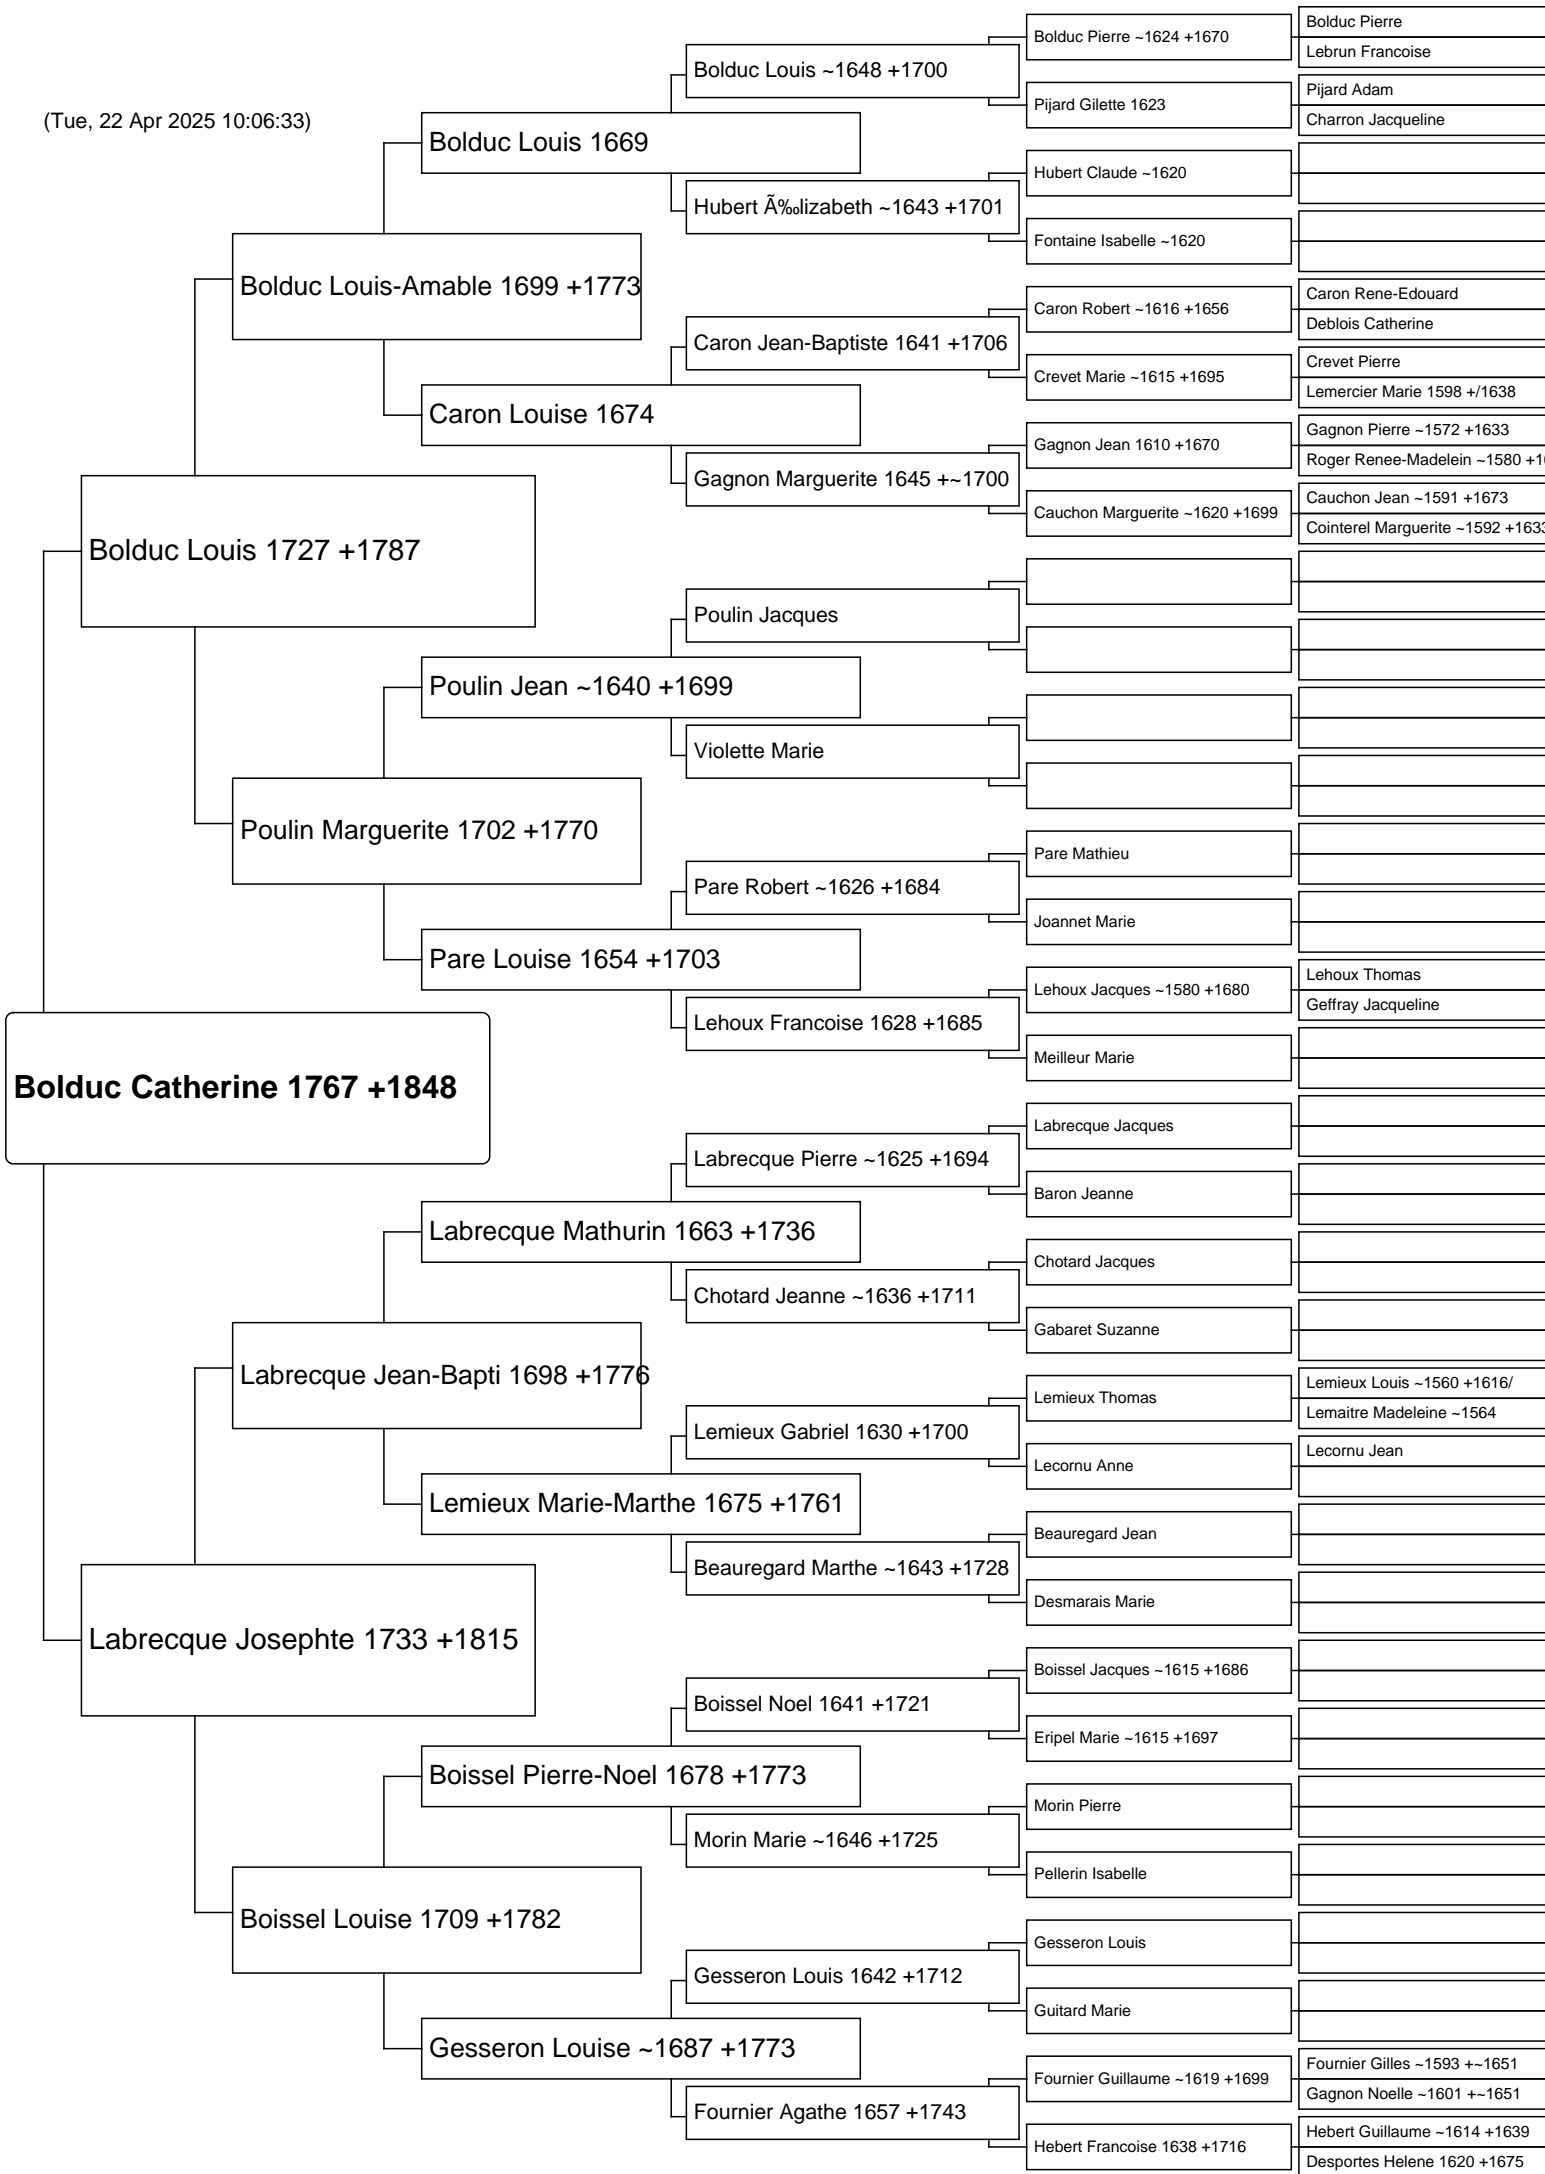 (Tue, 22 Apr 2025 10:06:33)
Bolduc Catherine 1767 +1848
Bolduc Louis 1727 +1787
Labrecque Josephte 1733 +1815
Bolduc Louis-Amable 1699 +1773
Poulin Marguerite 1702 +1770
Labrecque Jean-Bapti 1698 +1776
Boissel Louise 1709 +1782
Bolduc Louis 1669
Caron Louise 1674
Poulin Jean ~1640 +1699
Pare Louise 1654 +1703
Labrecque Mathurin 1663 +1736
Lemieux Marie-Marthe 1675 +1761
Boissel Pierre-Noel 1678 +1773
Gesseron Louise ~1687 +1773
Bolduc Louis ~1648 +1700
Hubert Ã‰lizabeth ~1643 +1701
Caron Jean-Baptiste 1641 +1706
Gagnon Marguerite 1645 +~1700
Poulin Jacques
Violette Marie
Pare Robert ~1626 +1684
Lehoux Francoise 1628 +1685
Labrecque Pierre ~1625 +1694
Chotard Jeanne ~1636 +1711
Lemieux Gabriel 1630 +1700
Beauregard Marthe ~1643 +1728
Boissel Noel 1641 +1721
Morin Marie ~1646 +1725
Gesseron Louis 1642 +1712
Fournier Agathe 1657 +1743
Bolduc Pierre ~1624 +1670
Pijard Gilette 1623
Hubert Claude ~1620
Fontaine Isabelle ~1620
Caron Robert ~1616 +1656
Crevet Marie ~1615 +1695
Gagnon Jean 1610 +1670
Cauchon Marguerite ~1620 +1699
Pare Mathieu
Joannet Marie
Lehoux Jacques ~1580 +1680
Meilleur Marie
Labrecque Jacques
Baron Jeanne
Chotard Jacques
Gabaret Suzanne
Lemieux Thomas
Lecornu Anne
Beauregard Jean
Desmarais Marie
Boissel Jacques ~1615 +1686
Eripel Marie ~1615 +1697
Morin Pierre
Pellerin Isabelle
Gesseron Louis
Guitard Marie
Fournier Guillaume ~1619 +1699
Hebert Francoise 1638 +1716
Bolduc Pierre
Lebrun Francoise
Pijard Adam
Charron Jacqueline
Caron Rene-Edouard
Deblois Catherine
Crevet Pierre
Lemercier Marie 1598 +/1638
Gagnon Pierre ~1572 +1633
Roger Renee-Madelein ~1580
Cauchon Jean ~1591 +1673
Cointerel Marguerite ~1592 +1633
Lehoux Thomas
Geffray Jacqueline
Lemieux Louis ~1560 +1616/
Lemaitre Madeleine ~1564
Lecornu Jean
Fournier Gilles ~1593 +~1651
Gagnon Noelle ~1601 +~1651
Hebert Guillaume ~1614 +1639
Desportes Helene 1620 +1675